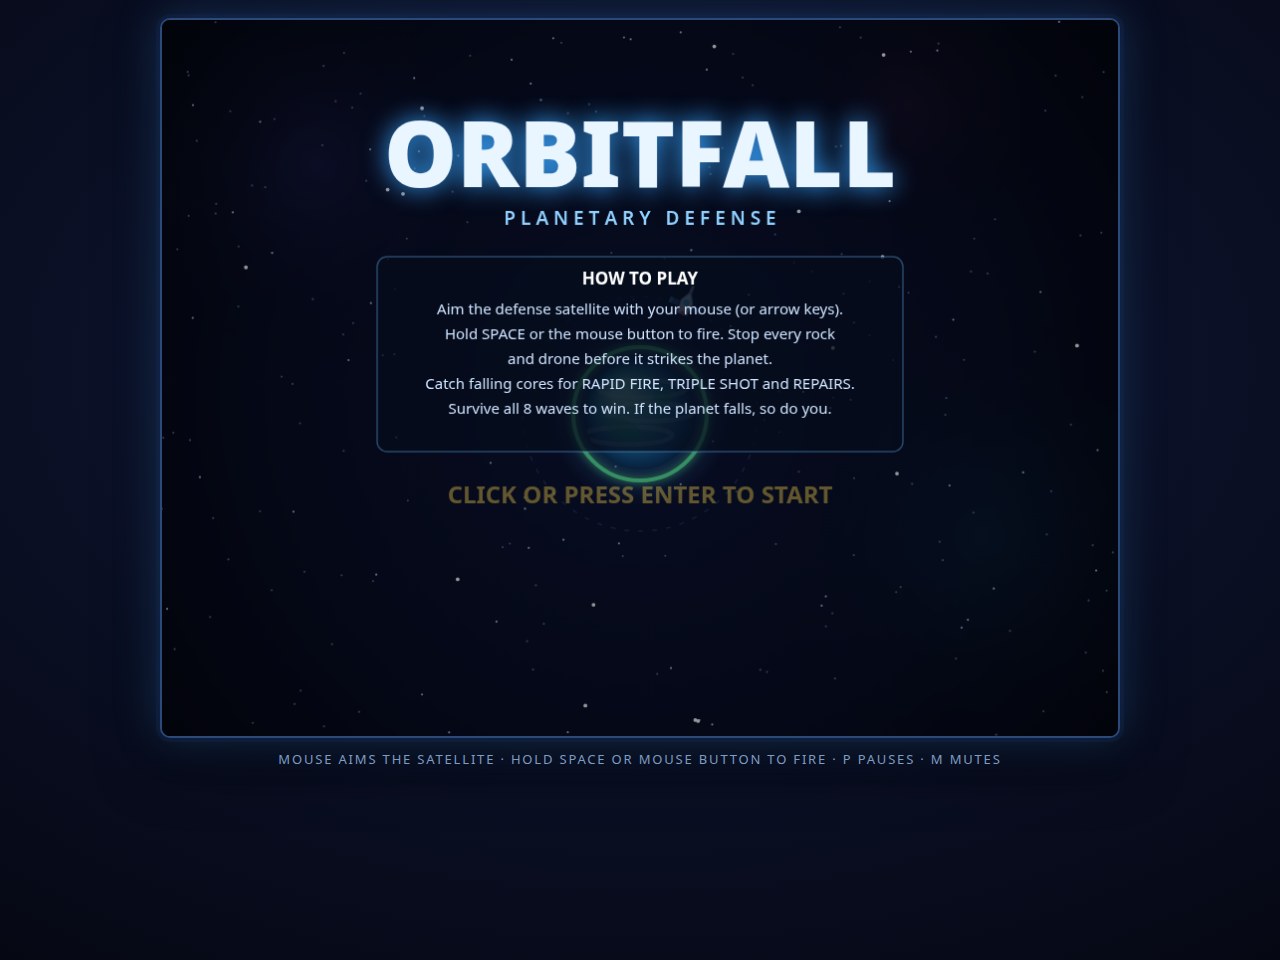 ORBITFALL
PLANETARY DEFENSE
HOW TO PLAY
Aim the defense satellite with your mouse (or arrow keys).
Hold SPACE or the mouse button to fire. Stop every rock
and drone before it strikes the planet.
Catch falling cores for RAPID FIRE, TRIPLE SHOT and REPAIRS.
Survive all 8 waves to win. If the planet falls, so do you.
CLICK OR PRESS ENTER TO START
MOUSE AIMS THE SATELLITE · HOLD SPACE OR MOUSE BUTTON TO FIRE · P PAUSES · M MUTES